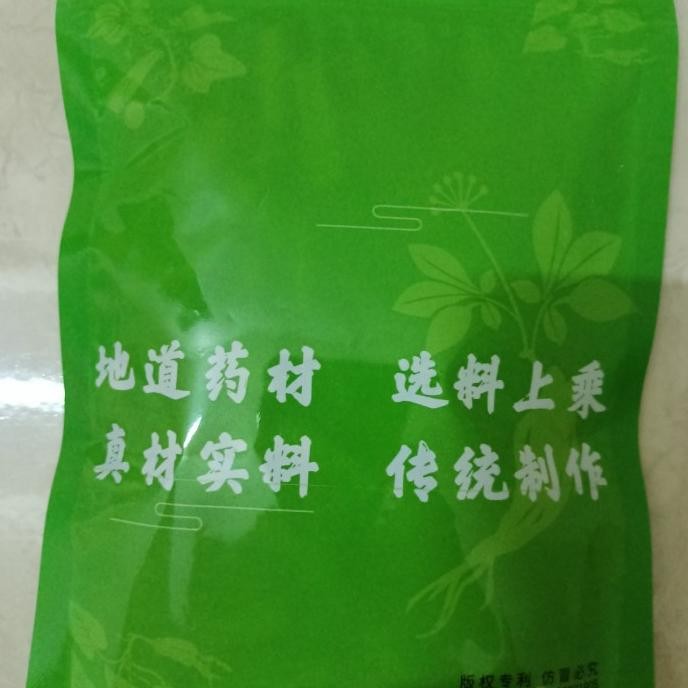 地道药材 选料上乘
真材实料 传统制作
版权专利 仿冒必究